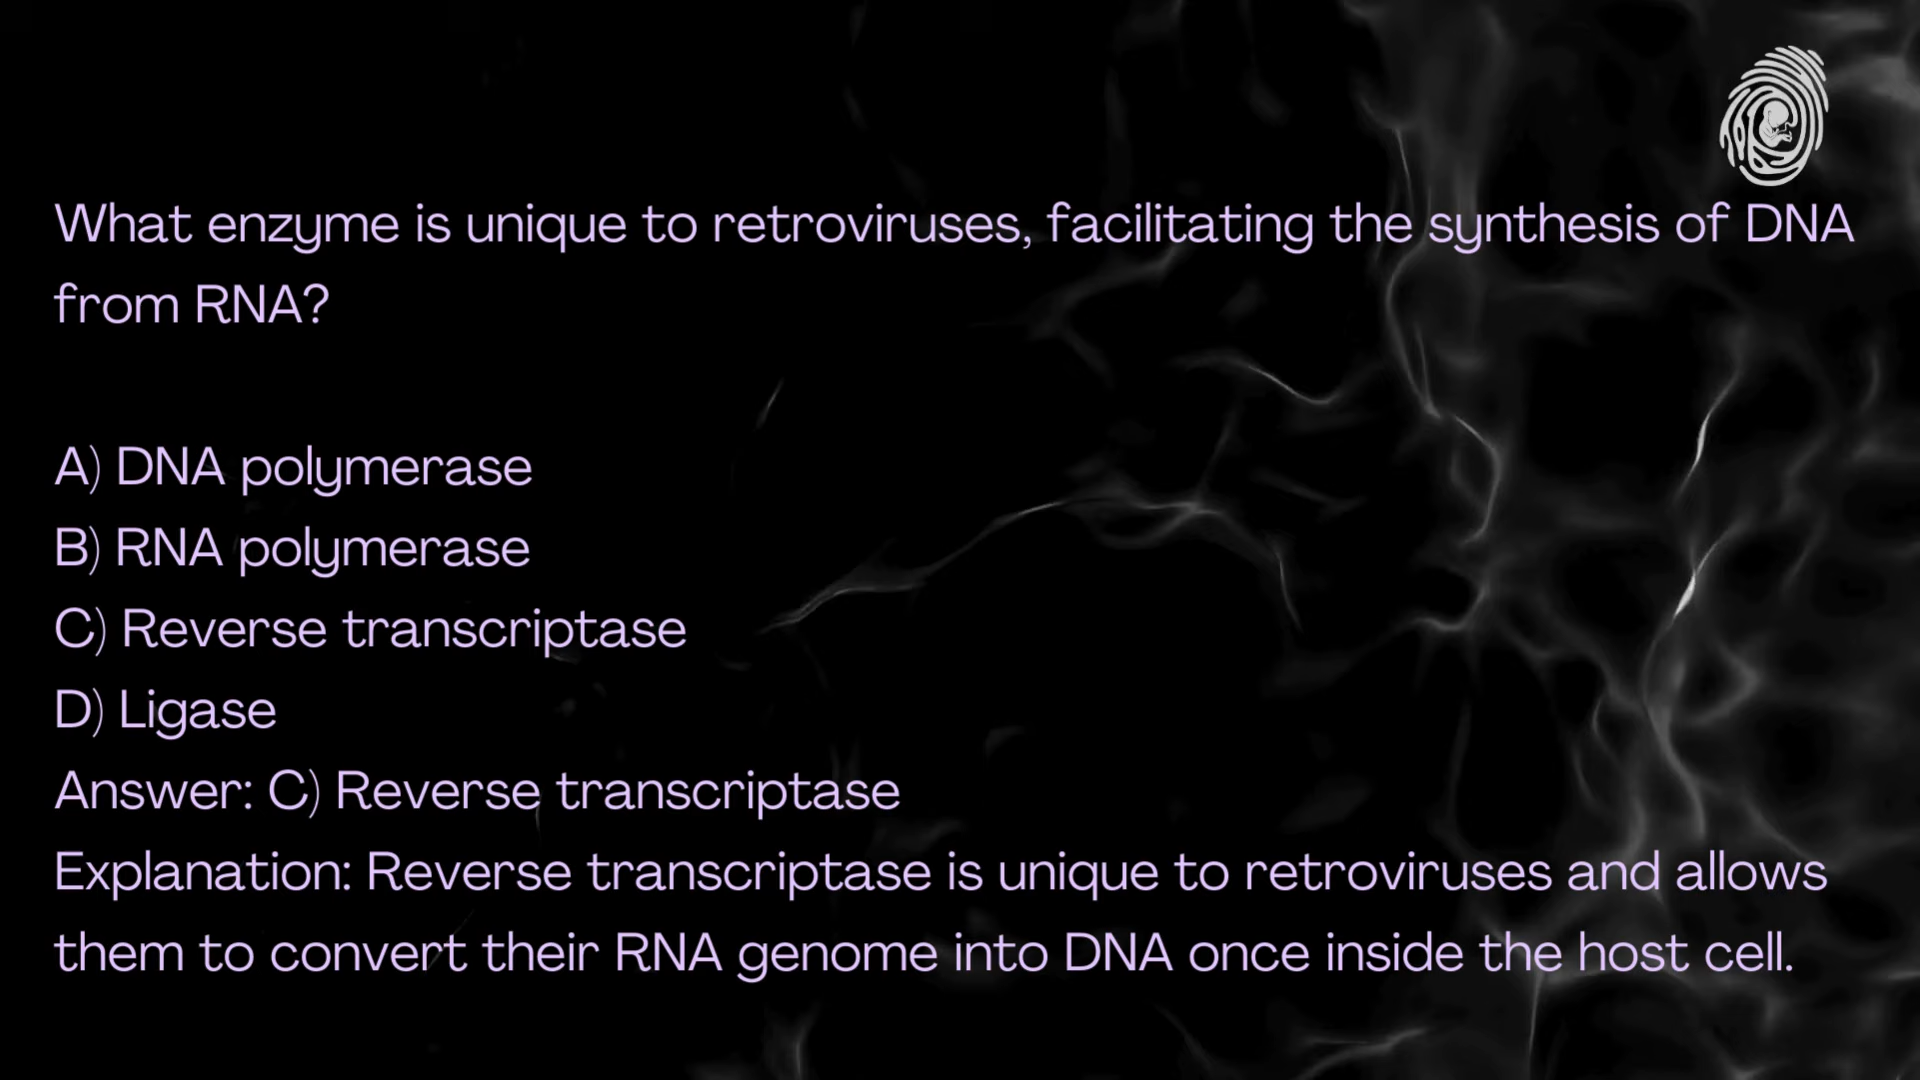 What enzyme is unique to retroviruses, facilitating the synthesis of DNA
from RNA?
A) DNA polymerase
B) RNA polymerase
C) Reverse transcriptase
D) Ligase
Answer: C) Reverse transcriptase
Explanation: Reverse transcriptase is unique to retroviruses and allows
them to convert their RNA genome into DNA once inside the host cell.